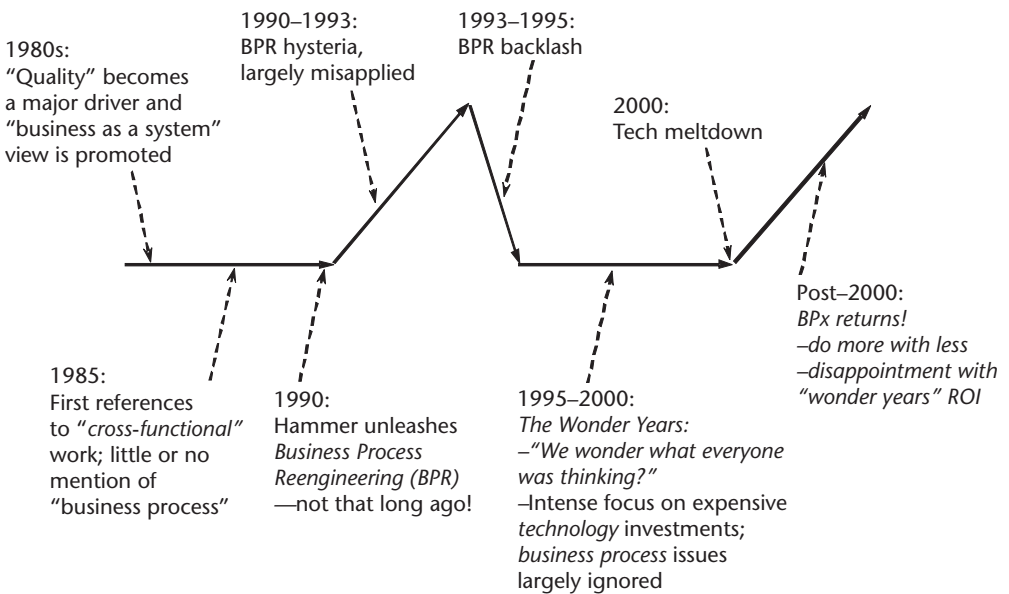 1980s:
“Quality” becomes
a major driver and
“business as a system”
view is promoted
1990–1993:
BPR hysteria,
largely misapplied
1993–1995:
BPR backlash
2000:
Tech meltdown
1985:
First references
to “cross-functional”
work; little or no
mention of
“business process”
1990:
Hammer unleashes
Business Process
Reengineering (BPR)
—not that long ago!
1995–2000:
The Wonder Years:
–“We wonder what everyone
was thinking?”
–Intense focus on expensive
technology investments;
business process issues
largely ignored
Post–2000:
BPx returns!
–do more with less
–disappointment with
“wonder years” ROI